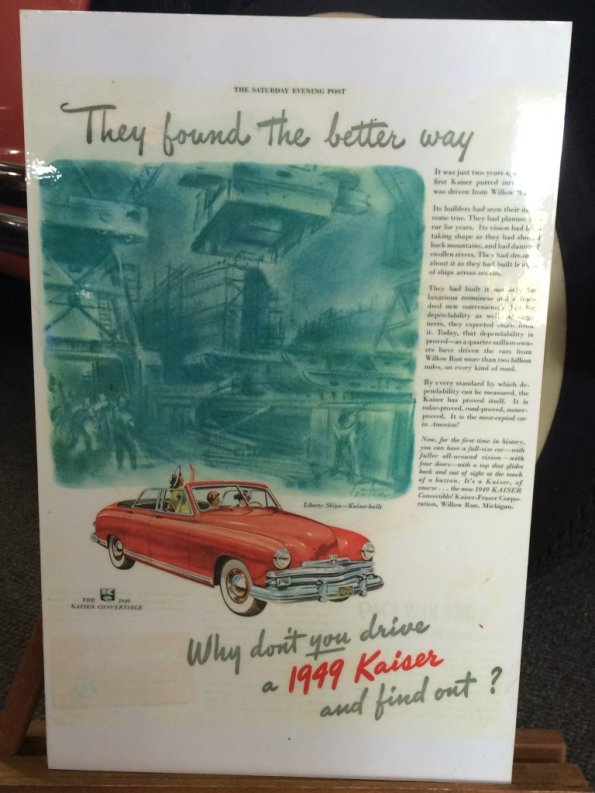 THE SATURDAY EVENING POST
They found the better way
It was just two years a
first Kaiser purred int
was driven from Willow Run
Its builders had seen their d
come true. They had planned
car for years. Its vision had b
taking shape as they had
back mountains, and had dammed
swollen rivers. They had
about it as they had built
of ships across oceans.
They had built it not only for
luxurious roominess and a
dred new conveniences
dependability as well. As engi-
neers, they expected much from
it. Today, that dependability is
proved—as a quarter million own-
ers have driven the cars from
Willow Run more than two billion
miles, on every kind of road.
By every standard by which de-
pendability can be measured, the
Kaiser has proved itself. It is
value-proved, road-proved, owner-
proved. It is the most-copied car
in America!
Now, for the first time in history,
you can have a full-size car—with
fuller all-around vision—with
four doors—with a top that glides
back and out of sight at the touch
of a button. It's a Kaiser, of
course . . . the new 1949 KAISER
Convertible! Kaiser-Frazer Corpo-
ration, Willow Run, Michigan.
Liberty Ships—Kaiser-built
THE 1949
KAISER CONVERTIBLE
Why don't you drive
a 1949 Kaiser
and find out ?